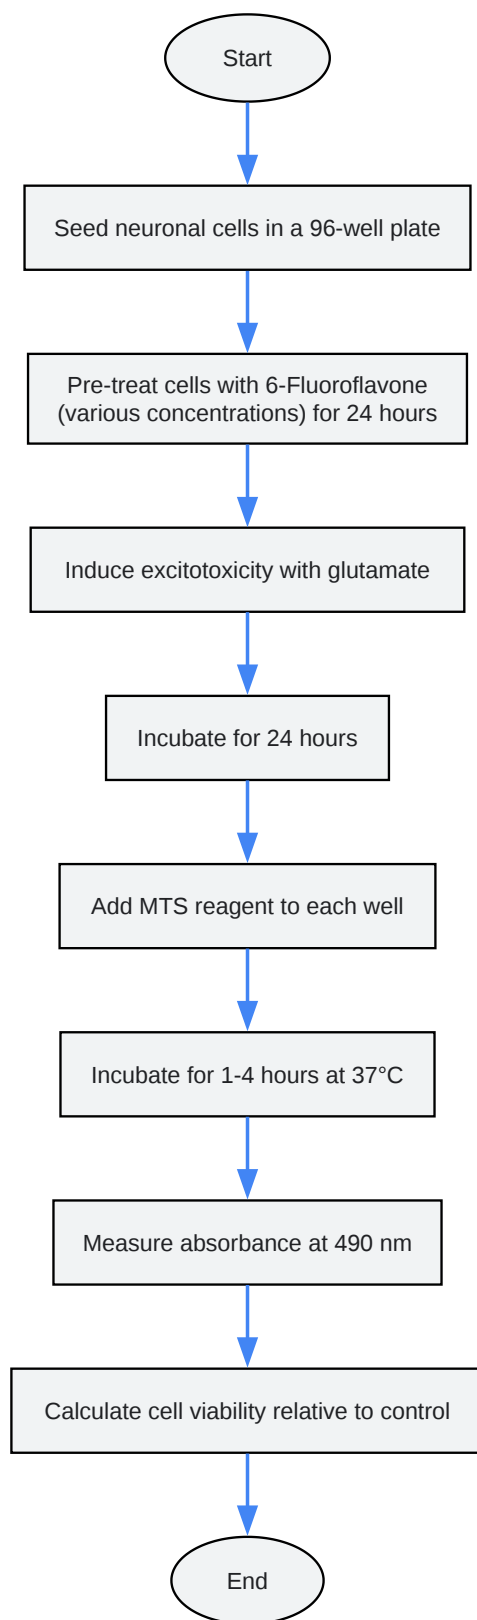 Start
Seed neuronal cells in a 96-well plate
Pre-treat cells with 6-Fluoroflavone
(various concentrations) for 24 hours
Induce excitotoxicity with glutamate
Incubate for 24 hours
Add MTS reagent to each well
Incubate for 1-4 hours at 37°C
Measure absorbance at 490 nm
Calculate cell viability relative to control
End